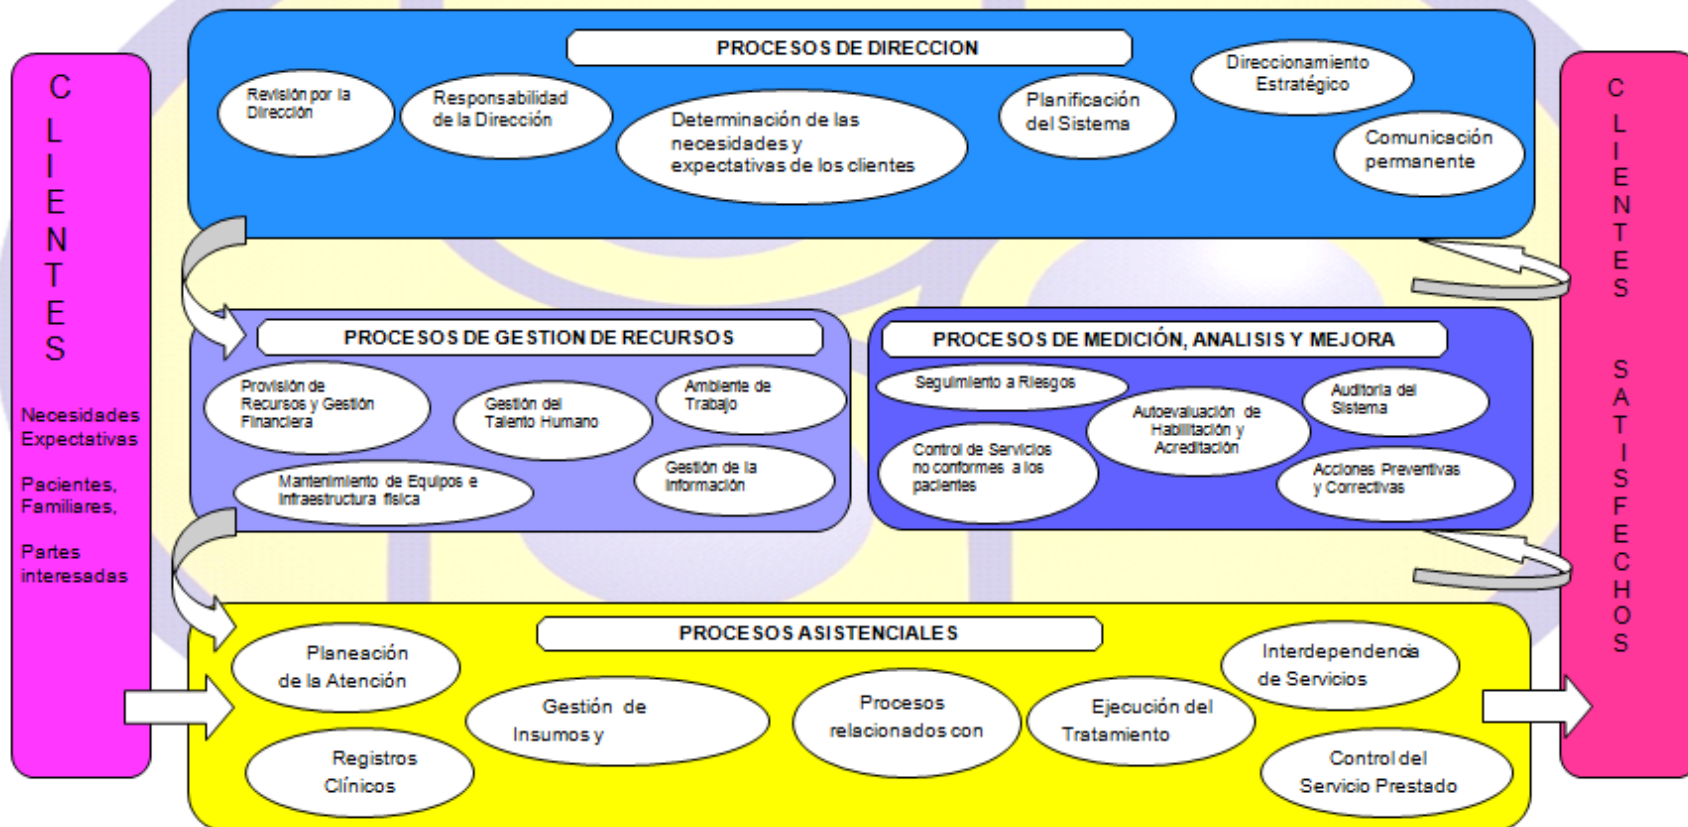 CLIENTES
Necesidades
Expectativas
Pacientes,
Familiares,
Partes
interesadas
PROCESOS DE DIRECCION
Revisión por la
Dirección
Responsabilidad
de la Dirección
Determinación de las
necesidades y
expectativas de los clientes
Planificación
del Sistema
Direccionamiento
Estratégico
Comunicación
permanente
PROCESOS DE GESTION DE RECURSOS
Provisión de
Recursos y Gestión
Financiera
Gestión del
Talento Humano
Ambiente de
Trabajo
Mantenimiento de Equipos e
Infraestructura física
Gestión de la
Información
PROCESOS DE MEDICIÓN, ANALISIS Y MEJORA
Seguimiento a Riesgos
Autoevaluación de
Habilitación y
Acreditación
Auditoria del
Sistema
Control de Servicios
no conformes a los
pacientes
Acciones Preventivas
y Correctivas
PROCESOS ASISTENCIALES
Planeación
de la Atención
Registros
Clínicos
Gestión de
Insumos y
Procesos
relacionados con
Ejecución del
Tratamiento
Interdependencia
de Servicios
Control del
Servicio Prestado
CLIENTES SATISFECHOS